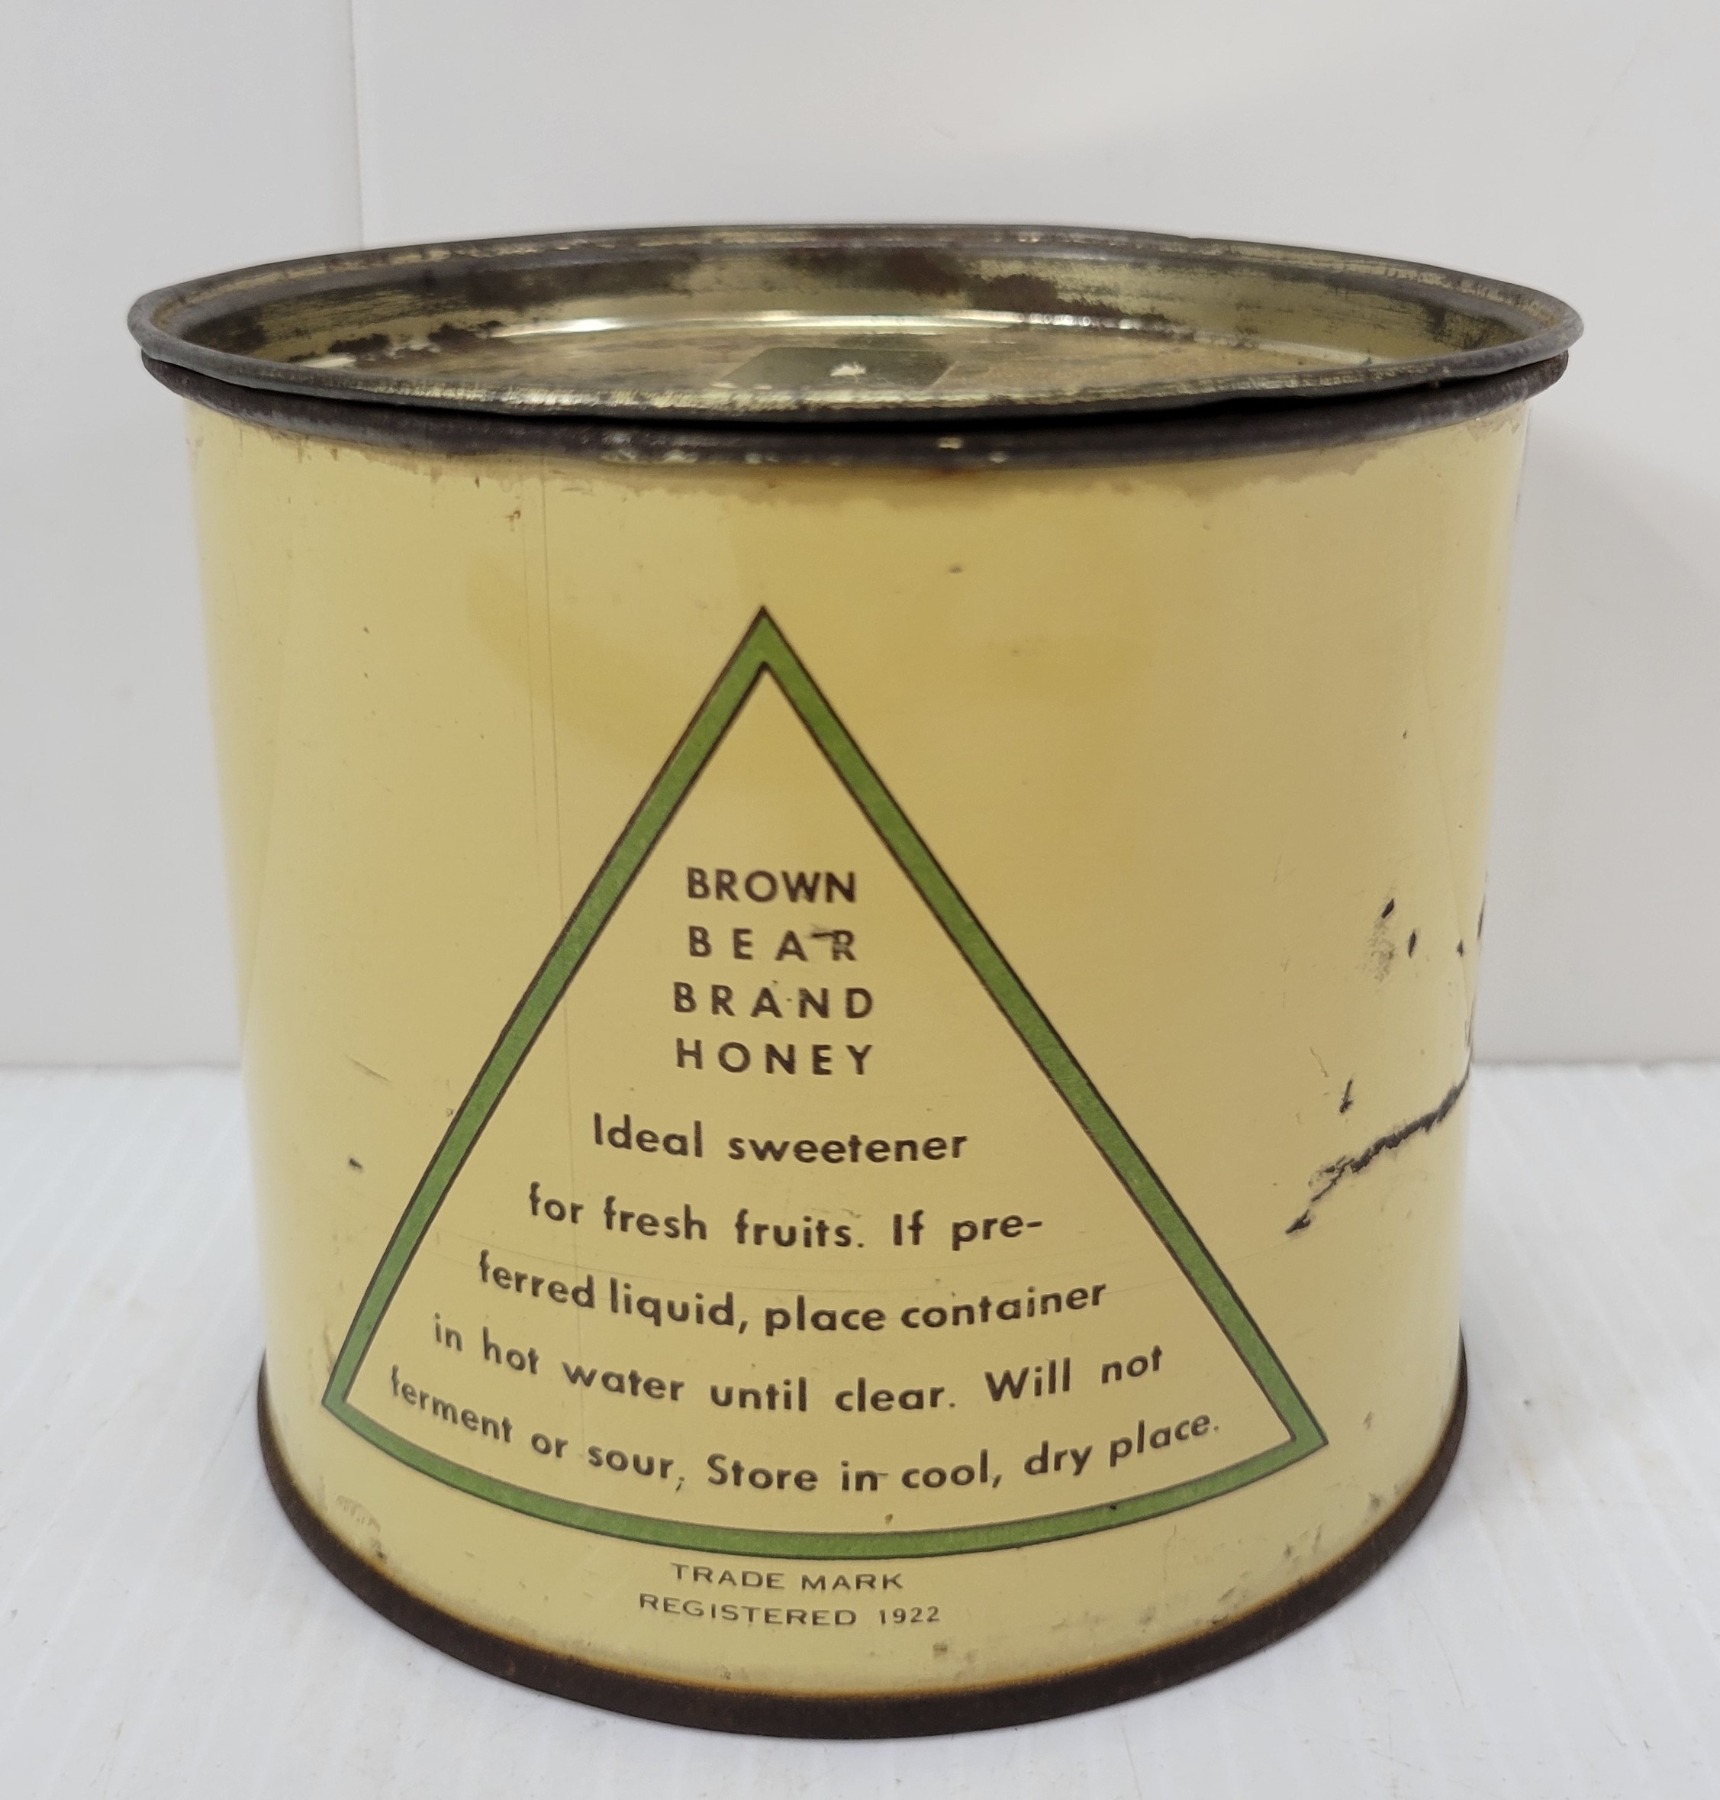 BROWN
BEAR
BRAND
HONEY
Ideal sweetener
for fresh fruits. If pre-
ferred liquid, place container
in hot water until clear. Will not
ferment or sour, Store in cool, dry place.
TRADE MARK
REGISTERED 1922